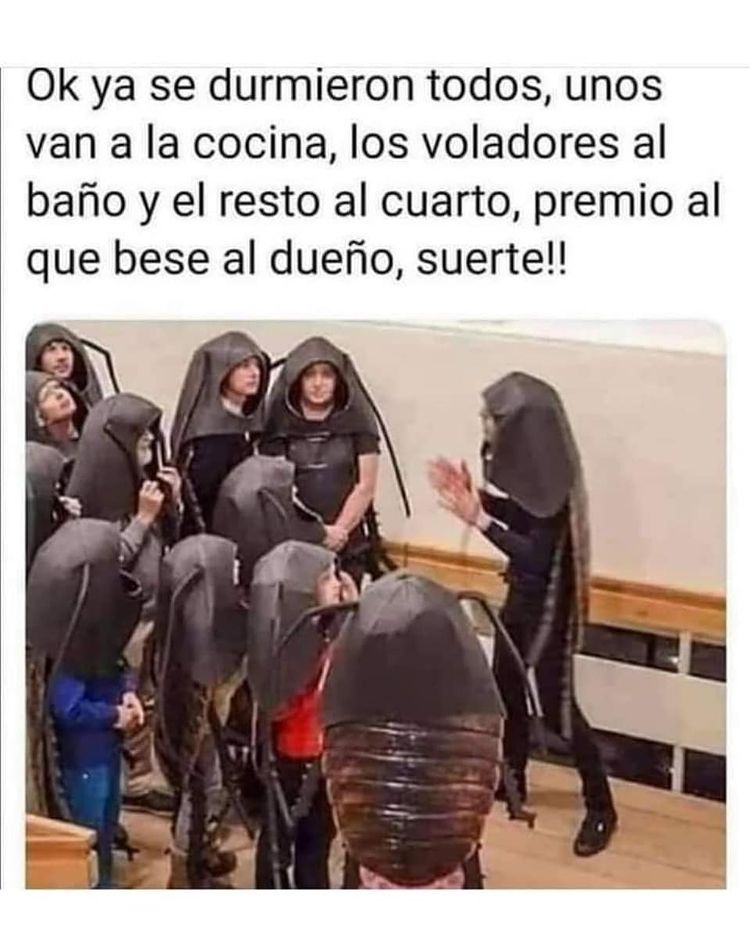 Ok ya se durmieron todos, unos
van a la cocina, los voladores al
baño y el resto al cuarto, premio al
que bese al dueño, suerte!!